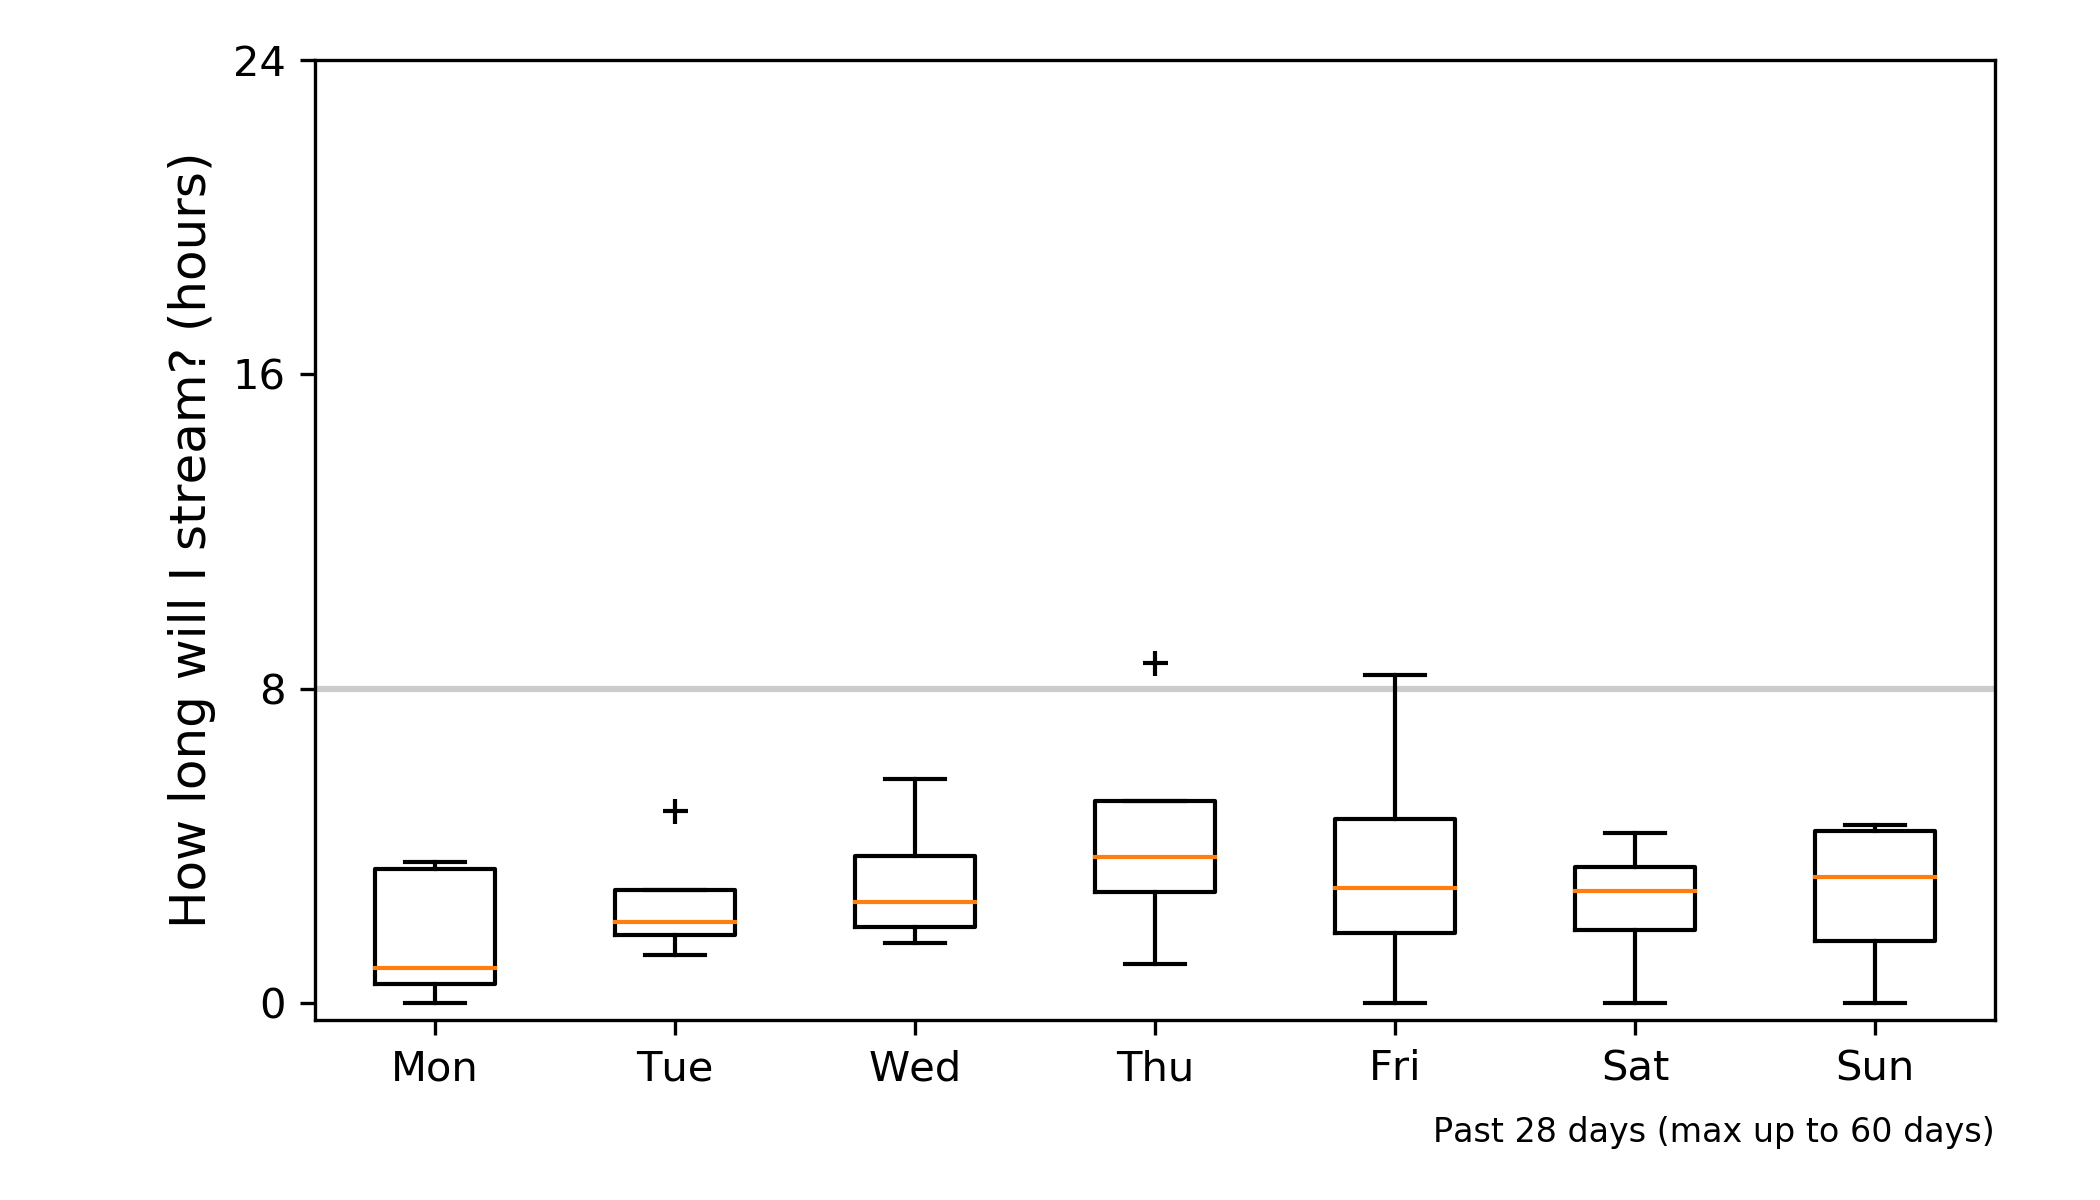 How long will I stream? (hours)
24
16
8
0
Mon Tue Wed Thu Fri Sat Sun
Past 28 days (max up to 60 days)